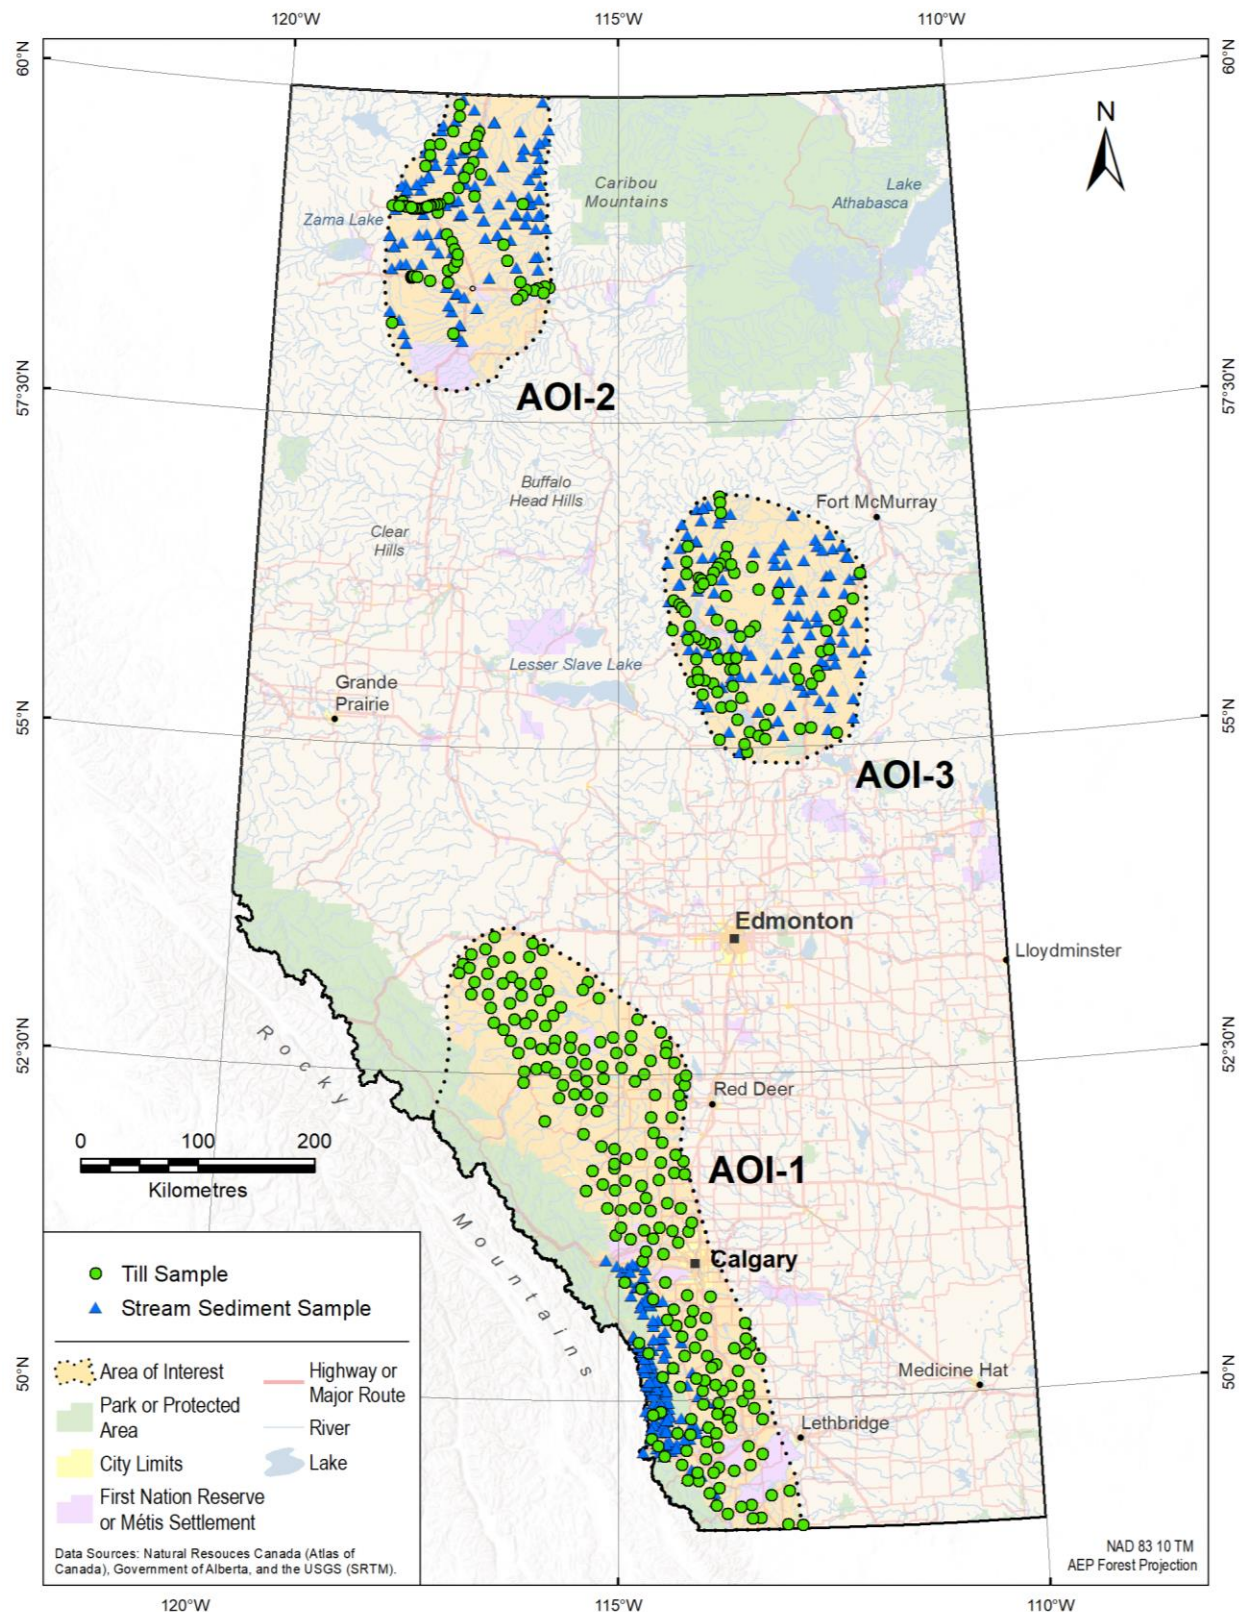 120°W
115°W
110°W
60°N
60°N
N
Caribou
Mountains
Lake
Athabasca
Zama Lake
57°30'N
57°30'N
AOI-2
Buffalo
Head Hills
Fort McMurray
Clear
Hills
Lesser Slave Lake
Grande
Prairie
55°N
55°N
AOI-3
Edmonton
Lloydminster
52°30'N
52°30'N
Rocky
Red Deer
0 100 200
Kilometres
AOI-1
Mountains
Calgary
50°N
50°N
Medicine Hat
Lethbridge
Till Sample
Stream Sediment Sample
Area of Interest
Highway or
Major Route
Park or Protected
Area
River
City Limits
Lake
First Nation Reserve
or Métis Settlement
Data Sources: Natural Resouces Canada (Atlas of
Canada), Government of Alberta, and the USGS (SRTM).
NAD 83 10 TM
AEP Forest Projection
120°W
115°W
110°W